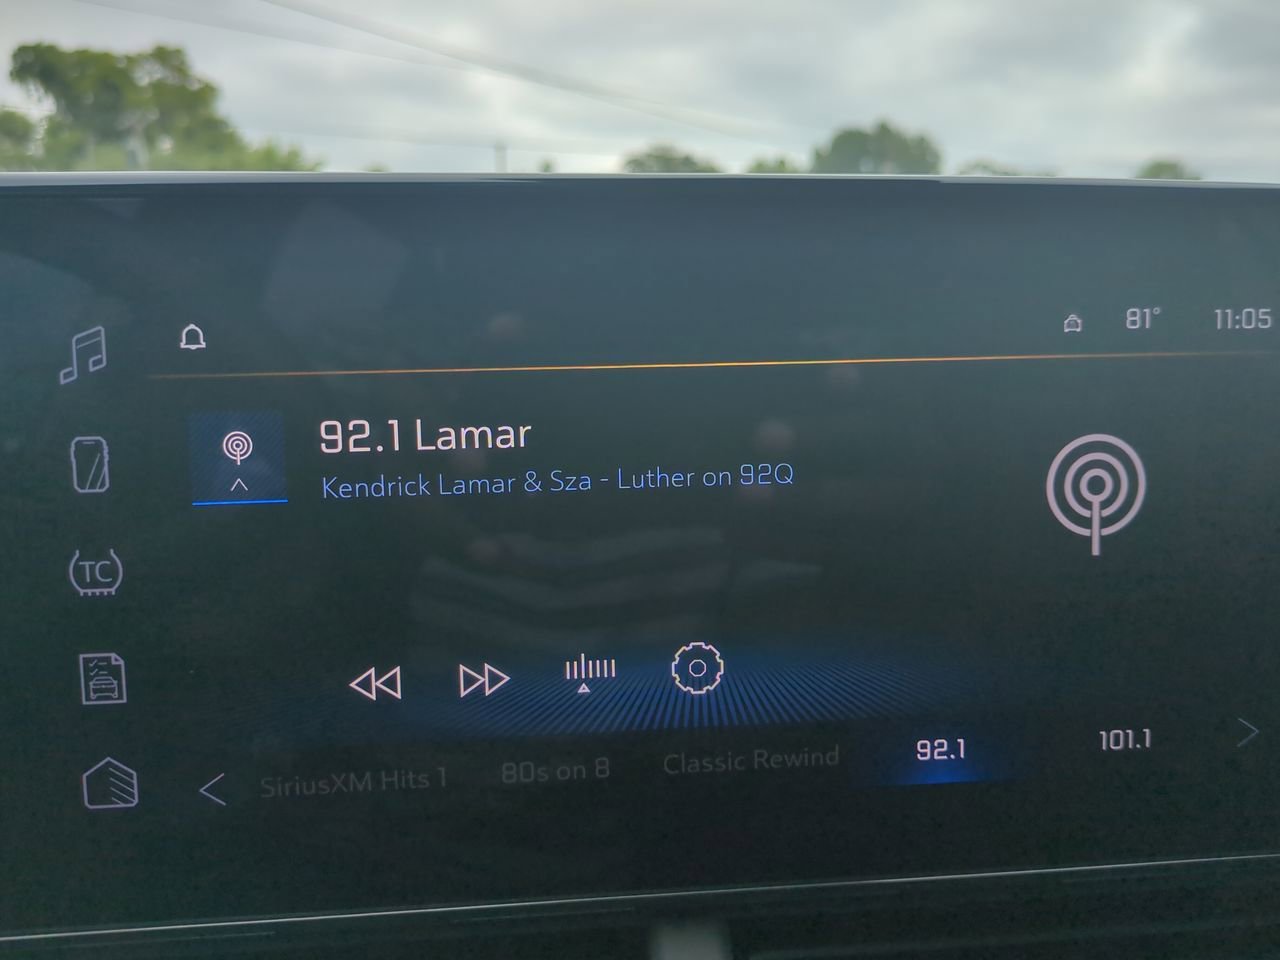 81° 11:05
92.1 Lamar
Kendrick Lamar & Sza - Luther on 92Q
TC
SiriusXM Hits 1 80s on 8 Classic Rewind 92.1 101.1